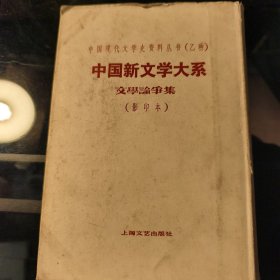 中国现代文学史资料丛书(乙种)
中国新文学大系
文學論爭集
(影印本)
上海文艺出版社